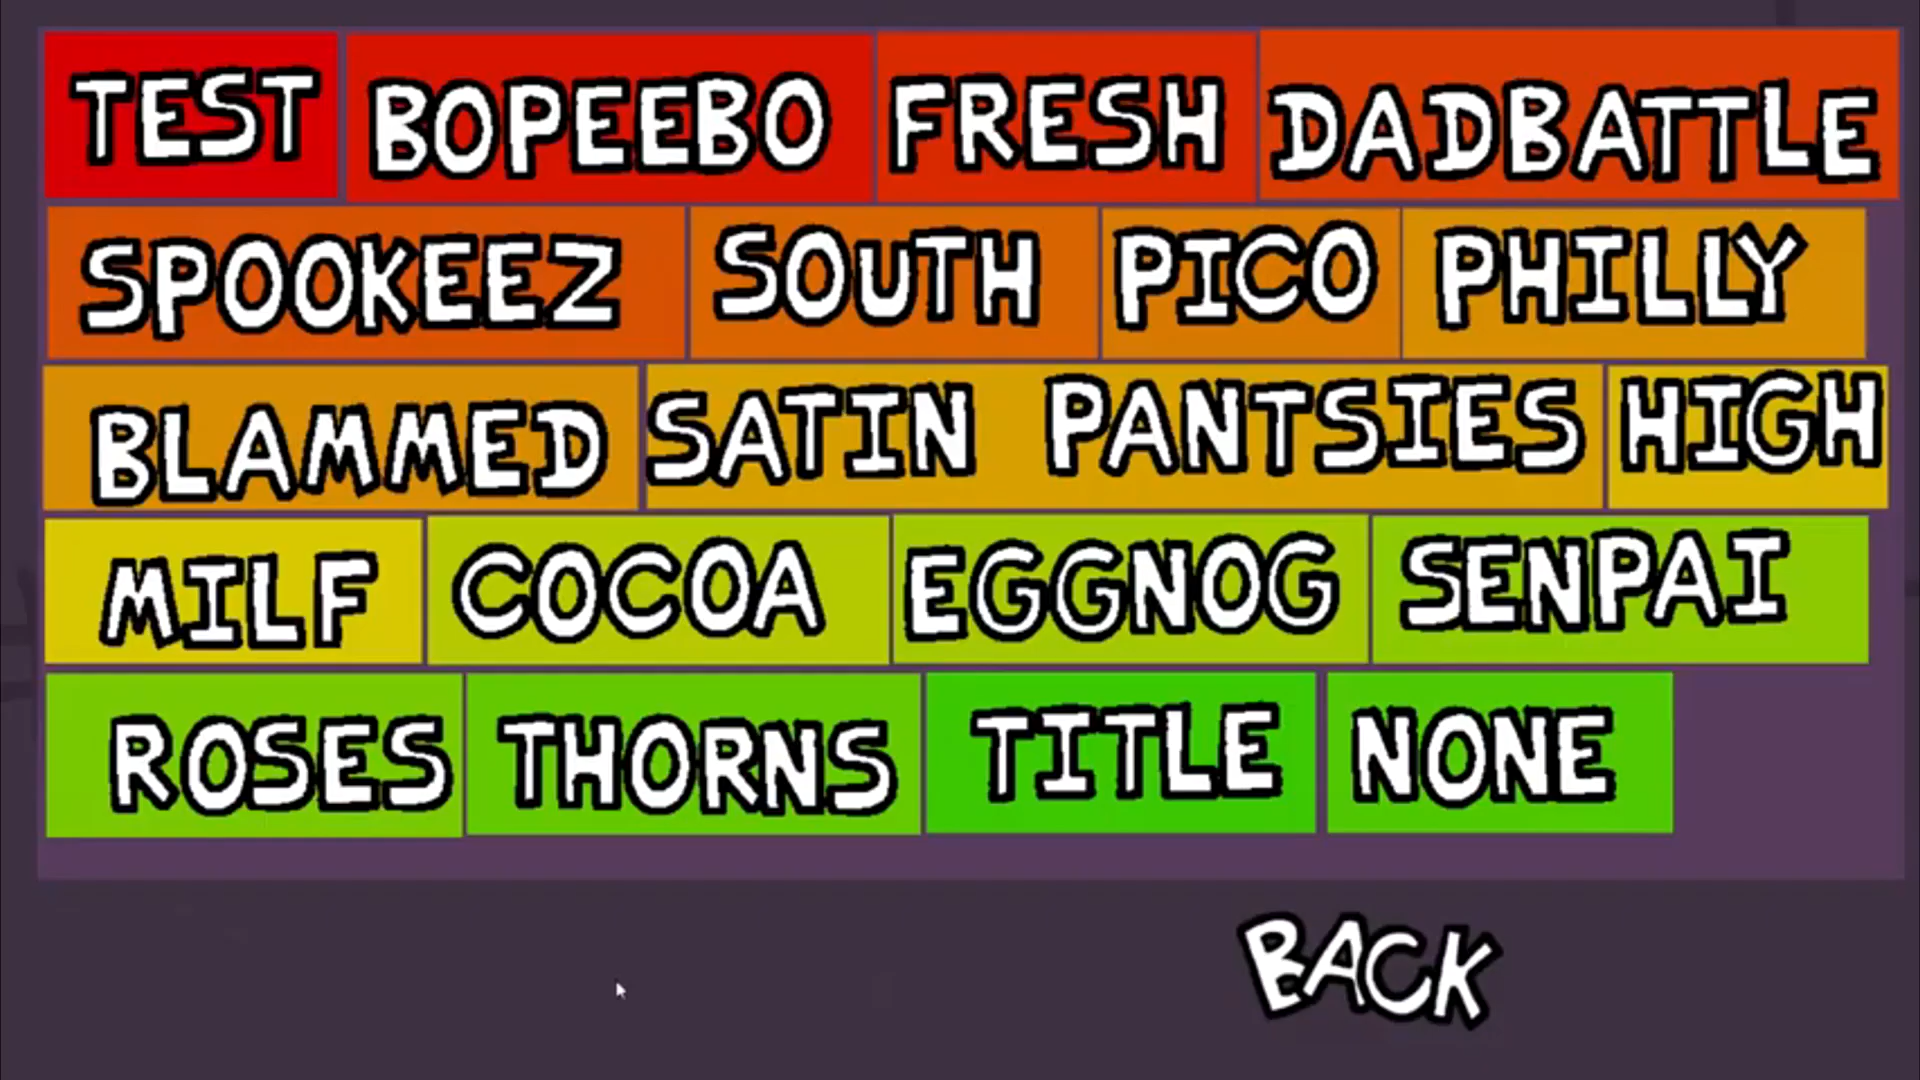 TEST BOPEEBO FRESH DADBATTLE
SPOOKEEZ SOUTH PICO PHILLY
BLAMMED SATIN PANTSIES HIGH
MILF COCOA EGGNOG SENPAI
ROSES THORNS TITLE NONE
BACK